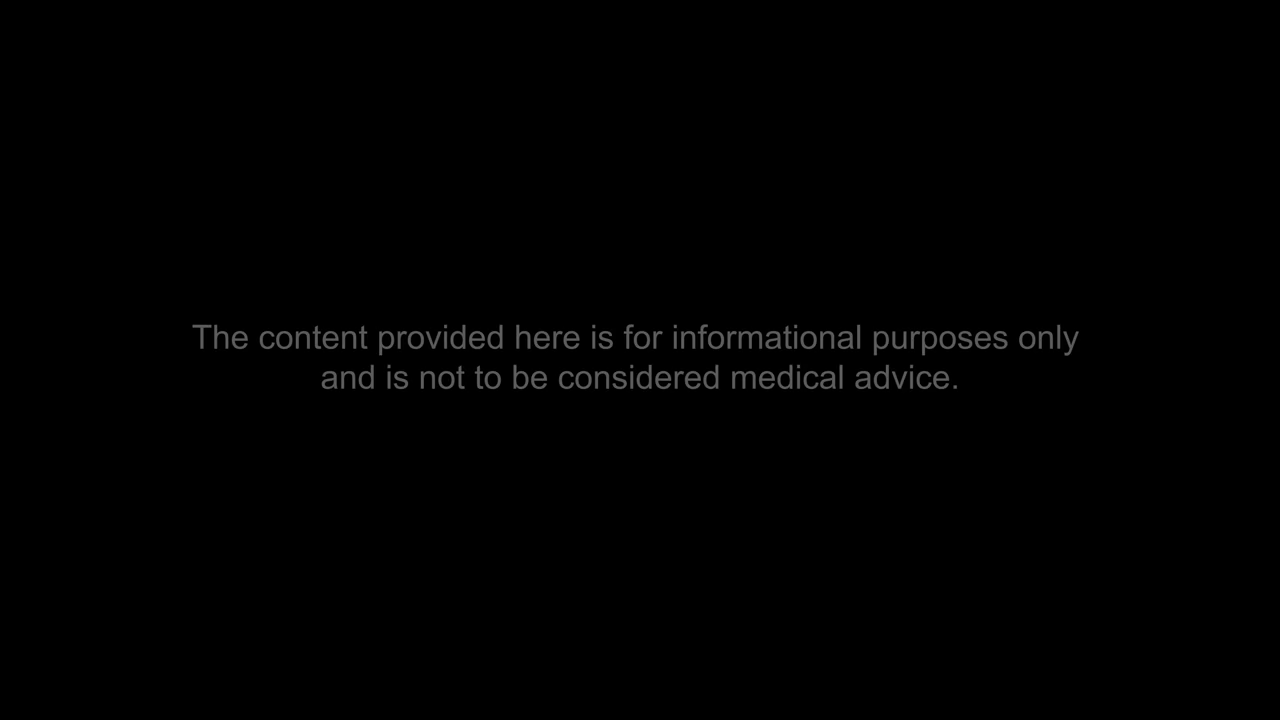 The content provided here is for informational purposes only
and is not to be considered medical advice.